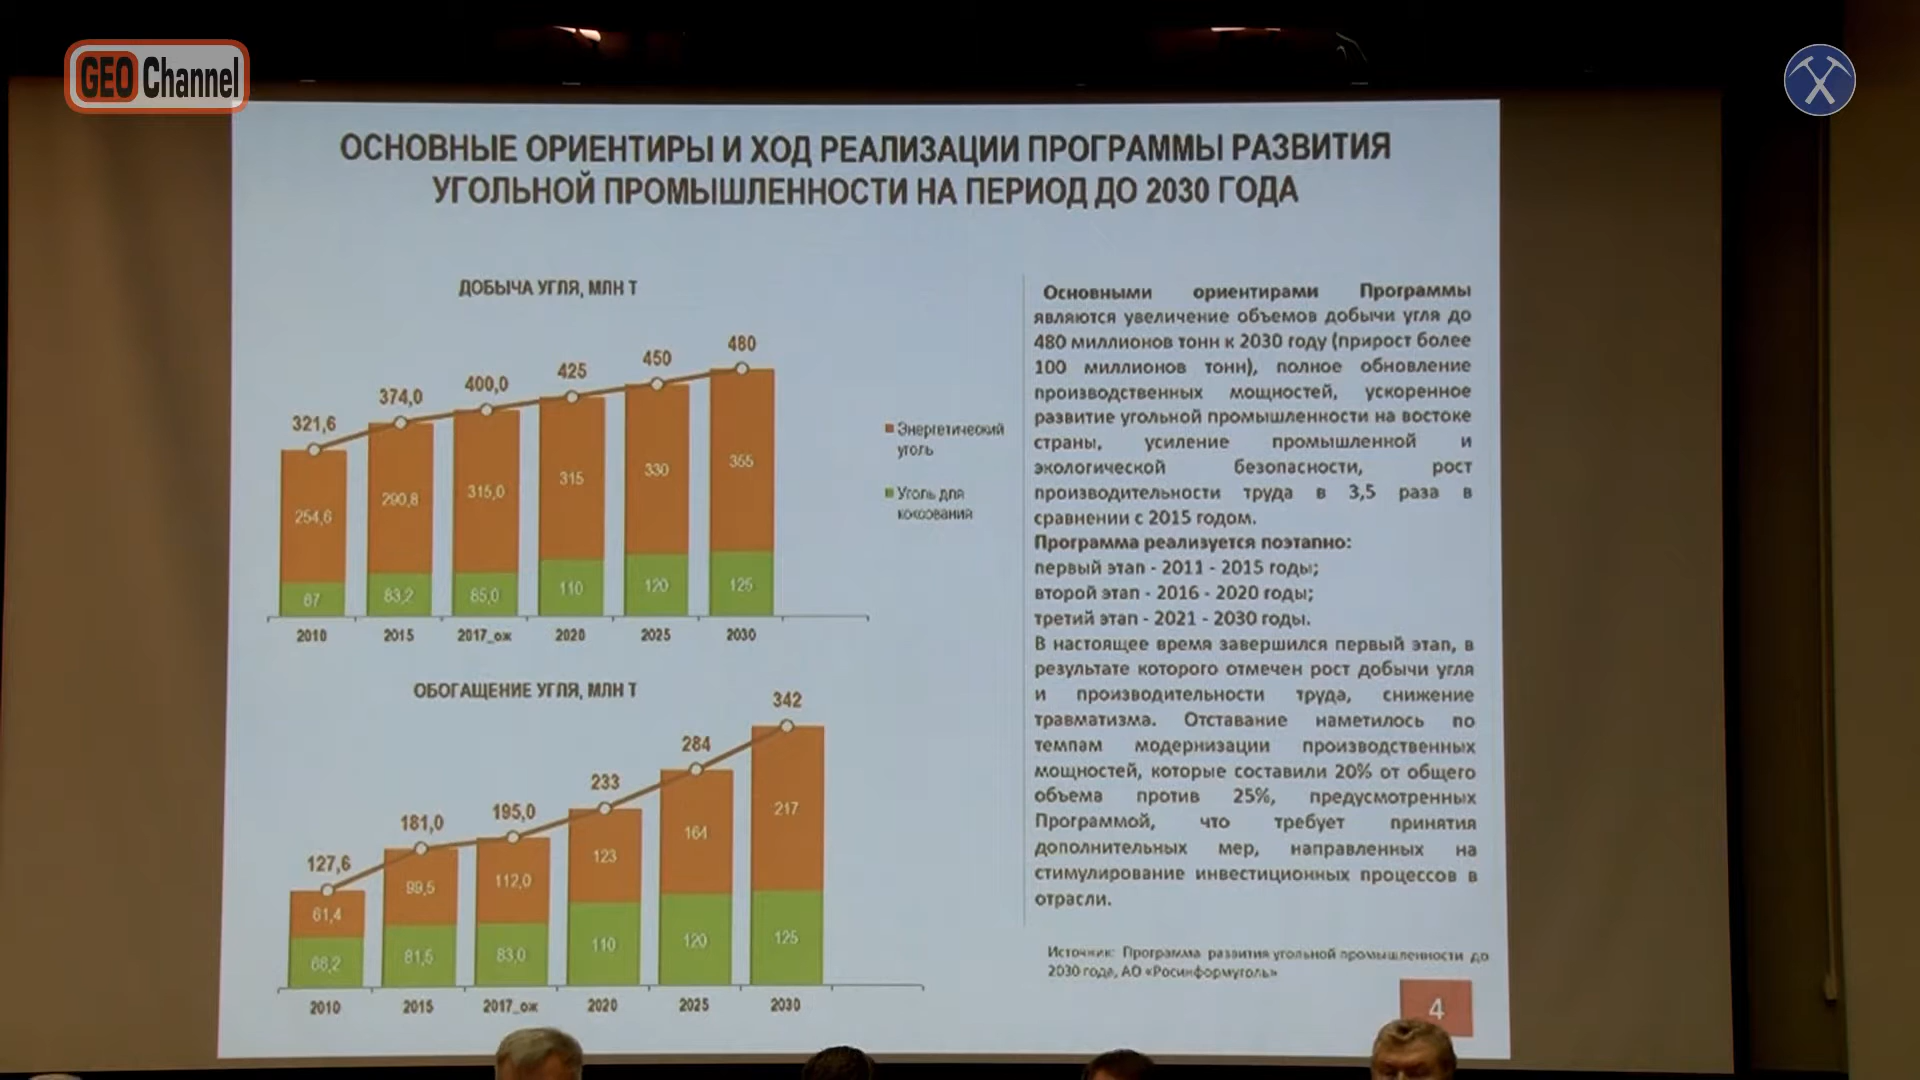 GEO Channel
ОСНОВНЫЕ ОРИЕНТИРЫ И ХОД РЕАЛИЗАЦИИ ПРОГРАММЫ РАЗВИТИЯ
УГОЛЬНОЙ ПРОМЫШЛЕННОСТИ НА ПЕРИОД ДО 2030 ГОДА
ДОБЫЧА УГЛЯ, МЛН Т
321,6
374,0
400,0
425
450
480
254,6
290,8
315,0
315
330
355
67
83,2
85,0
110
120
125
2010
2015
2017_ож
2020
2025
2030
Энергетический
уголь
Уголь для
коксования
ОБОГАЩЕНИЕ УГЛЯ, МЛН Т
127,6
181,0
195,0
233
284
342
61,4
99,5
112,0
123
164
217
66,2
81,5
83,0
110
120
125
2010
2015
2017_ож
2020
2025
2030
Основными ориентирами Программы
являются увеличение объемов добычи угля до
480 миллионов тонн к 2030 году (прирост более
100 миллионов тонн), полное обновление
производственных мощностей, ускоренное
развитие угольной промышленности на востоке
страны, усиление промышленной и
экологической безопасности, рост
производительности труда в 3,5 раза в
сравнении с 2015 годом.
Программа реализуется поэтапно:
первый этап - 2011 - 2015 годы;
второй этап - 2016 - 2020 годы;
третий этап - 2021 - 2030 годы.
В настоящее время завершился первый этап, в
результате которого отмечен рост добычи угля
и производительности труда, снижение
травматизма. Отставание наметилось по
темпам модернизации производственных
мощностей, которые составили 20% от общего
объема против 25%, предусмотренных
Программой, что требует принятия
дополнительных мер, направленных на
стимулирование инвестиционных процессов в
отрасли.
Источник: Программа развития угольной промышленности до
2030 года, АО «Росинформуголь»
4